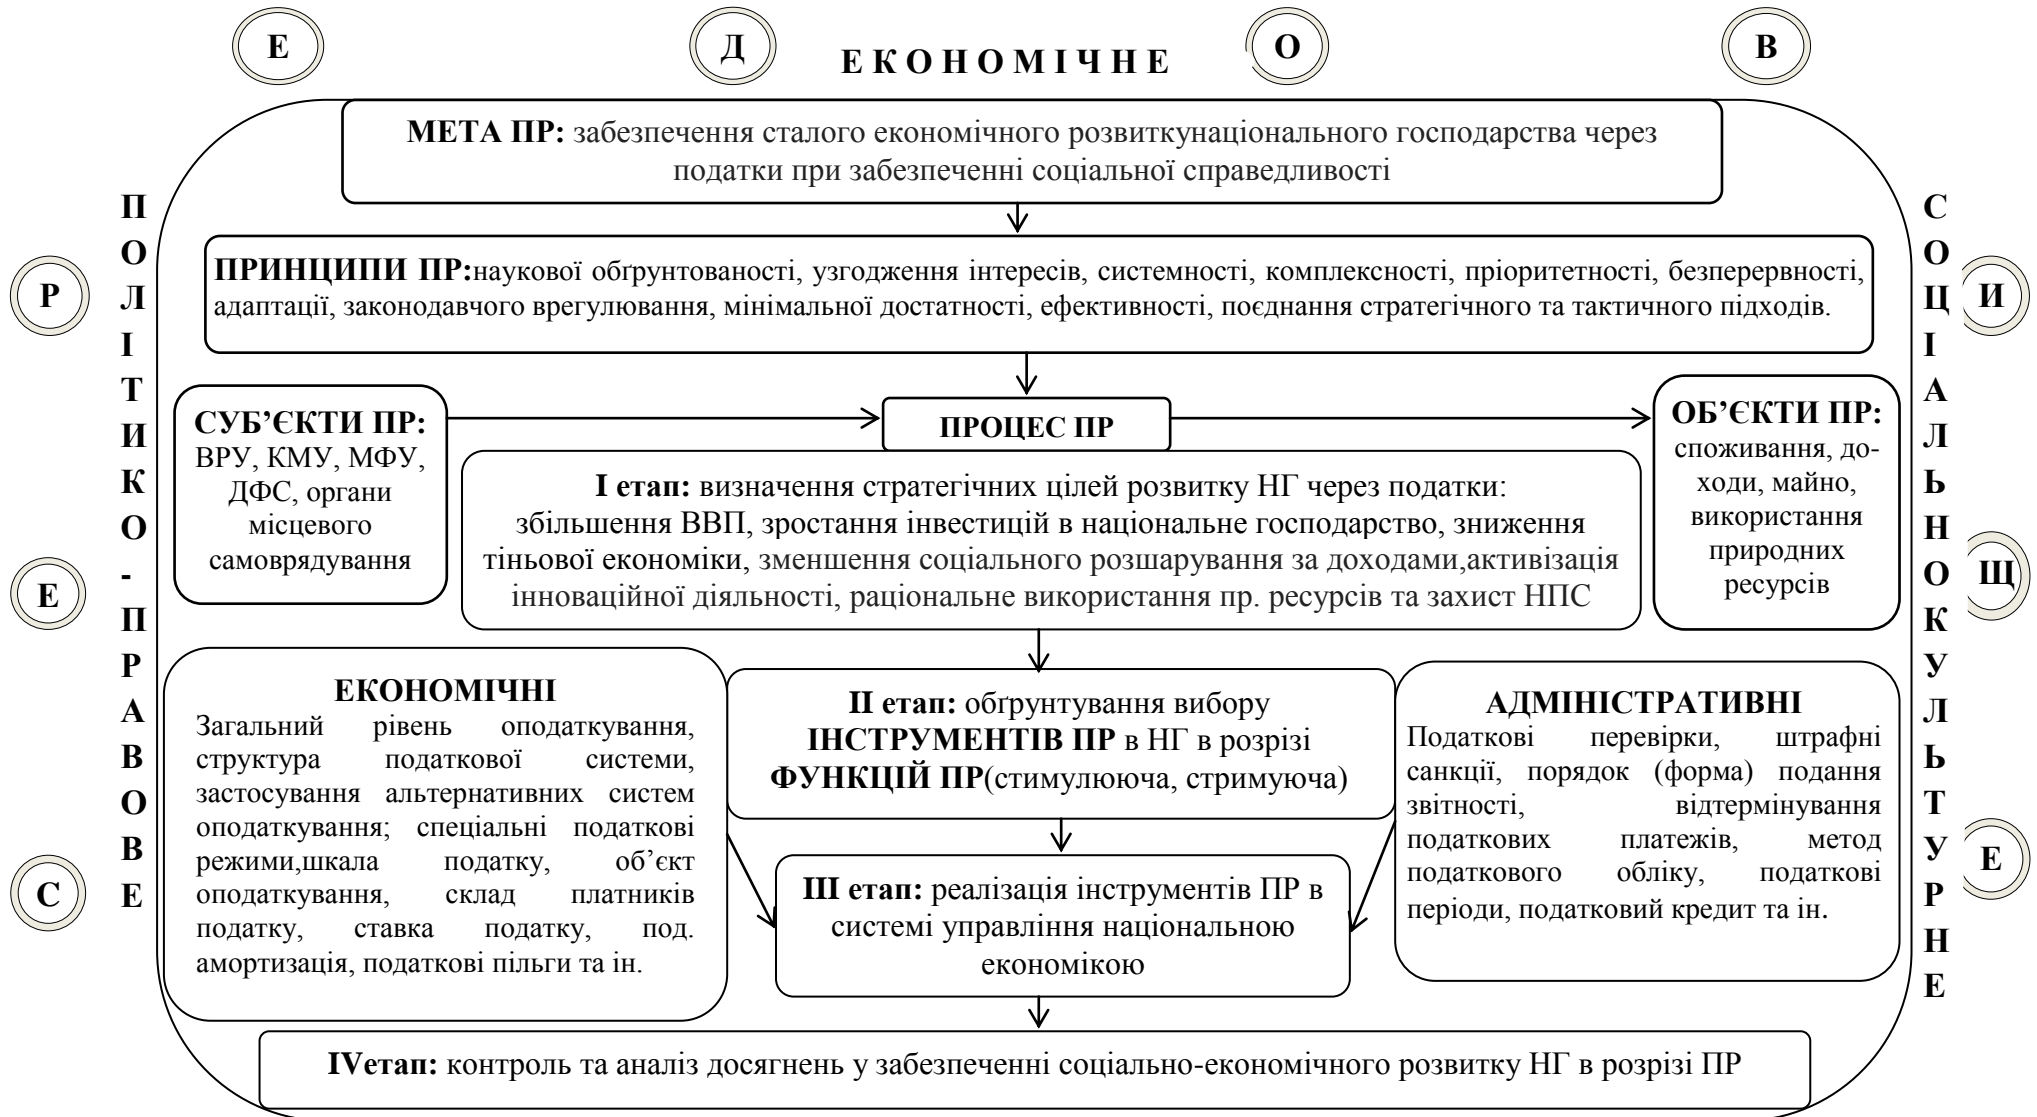 Е Д О В
Е К О Н О М І Ч Н Е
МЕТА ПР: забезпечення сталого економічного розвиткунаціонального господарства через
податки при забезпеченні соціальної справедливості
ПОЛІТИКО-ПРАВОВЕ
СОЦІАЛЬНОКУЛЬТУРНЕ
Р
Е
С
И
Щ
Е
ПРИНЦИПИ ПР:наукової обґрунтованості, узгодження інтересів, системності, комплексності, пріоритетності, безперервності,
адаптації, законодавчого врегулювання, мінімальної достатності, ефективності, поєднання стратегічного та тактичного підходів.
СУБ’ЄКТИ ПР:
ВРУ, КМУ, МФУ,
ДФС, органи
місцевого
самоврядування
ПРОЦЕС ПР
ОБ’ЄКТИ ПР:
споживання, до-
ходи, майно,
використання
природних
ресурсів
І етап: визначення стратегічних цілей розвитку НГ через податки:
збільшення ВВП, зростання інвестицій в національне господарство, зниження
тіньової економіки, зменшення соціального розшарування за доходами,активізація
інноваційної діяльності, раціональне використання пр. ресурсів та захист НПС
ЕКОНОМІЧНІ
Загальний рівень оподаткування,
структура податкової системи,
застосування альтернативних систем
оподаткування; спеціальні податкові
режими,шкала податку, об’єкт
оподаткування, склад платників
податку, ставка податку, под.
амортизація, податкові пільги та ін.
ІІ етап: обґрунтування вибору
ІНСТРУМЕНТІВ ПР в НГ в розрізі
ФУНКЦІЙ ПР(стимулююча, стримуюча)
АДМІНІСТРАТИВНІ
Податкові перевірки, штрафні
санкції, порядок (форма) подання
звітності, відтермінування
податкових платежів, метод
податкового обліку, податкові
періоди, податковий кредит та ін.
ІІІ етап: реалізація інструментів ПР в
системі управління національною
економікою
ІVетап: контроль та аналіз досягнень у забезпеченні соціально-економічного розвитку НГ в розрізі ПР